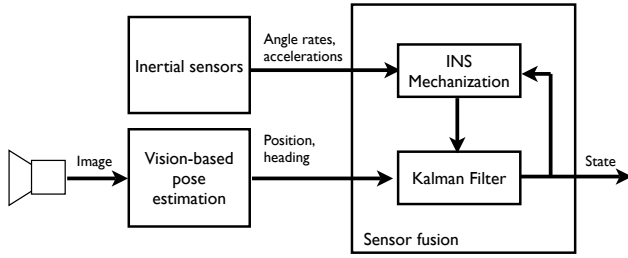 Angle rates,
accelerations
Inertial sensors
INS
Mechanization
Image
Vision-based
pose
estimation
Position,
heading
Kalman Filter
State
Sensor fusion